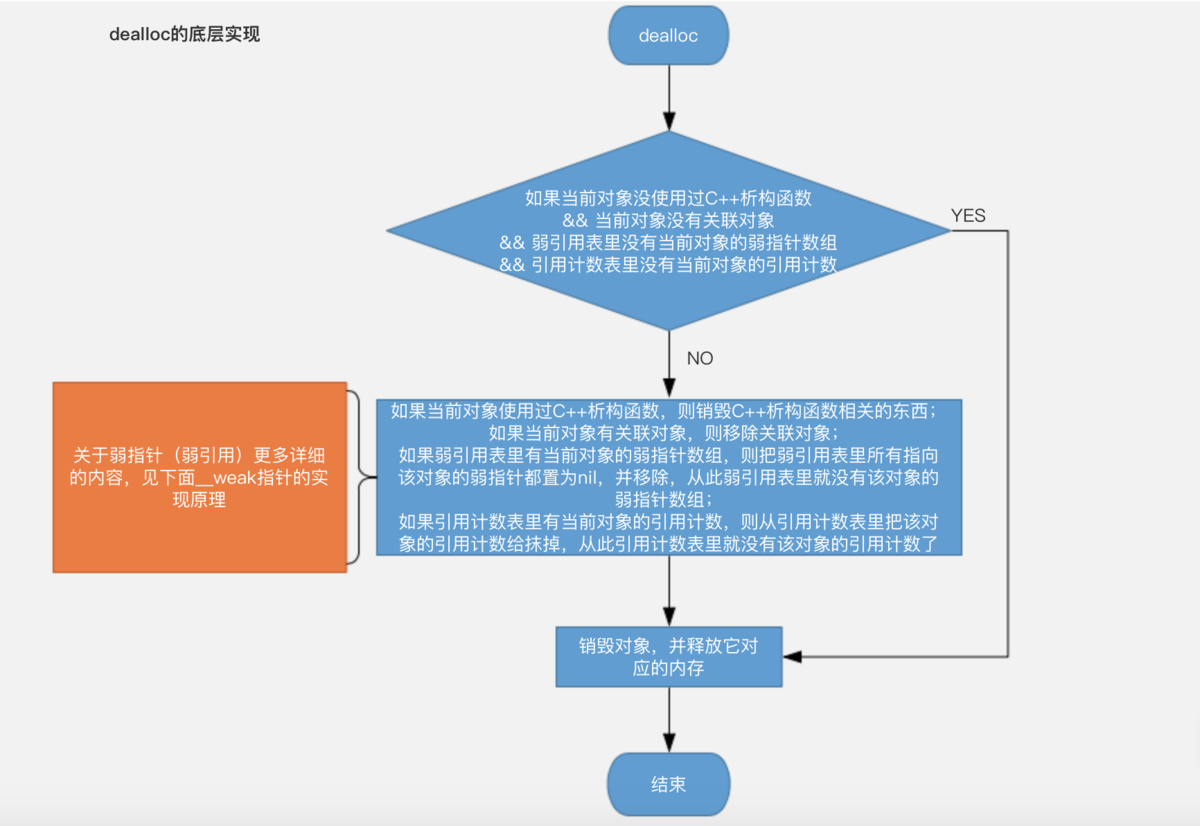 dealloc的底层实现
dealloc
如果当前对象没使用过C++析构函数
&& 当前对象没有关联对象
&& 弱引用表里没有当前对象的弱指针数组
&& 引用计数表里没有当前对象的引用计数
YES
NO
如果当前对象使用过C++析构函数，则销毁C++析构函数相关的东西；
如果当前对象有关联对象，则移除关联对象；
如果弱引用表里有当前对象的弱指针数组，则把弱引用表里所有指向
该对象的弱指针都置为nil，并移除，从此弱引用表里就没有该对象的
弱指针数组；
如果引用计数表里有当前对象的引用计数，则从引用计数表里把该对
象的引用计数给抹掉，从此引用计数表里就没有该对象的引用计数了
关于弱指针（弱引用）更多详细
的内容，见下面__weak指针的实
现原理
销毁对象，并释放它对
应的内存
结束